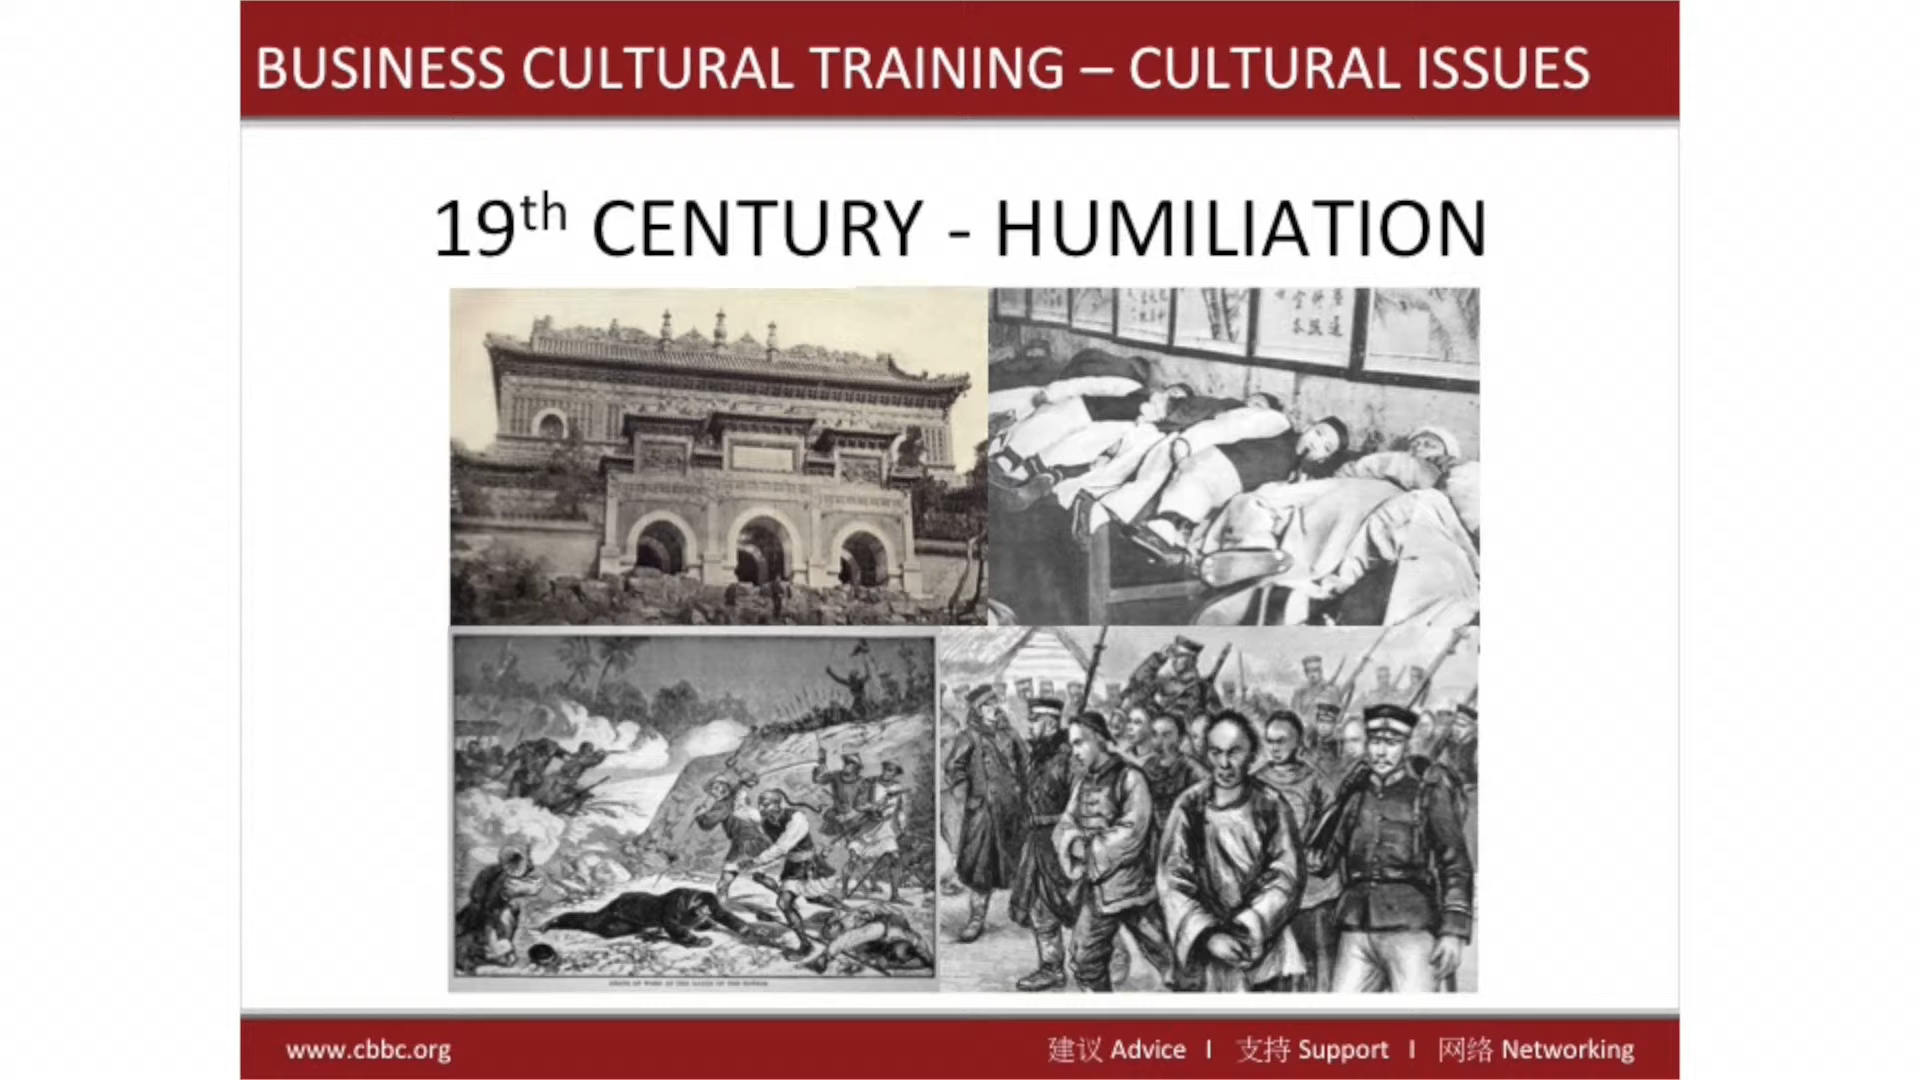 BUSINESS CULTURAL TRAINING – CULTURAL ISSUES
19th CENTURY - HUMILIATION
www.cbbc.org
建议 Advice I 支持 Support I 网络 Networking